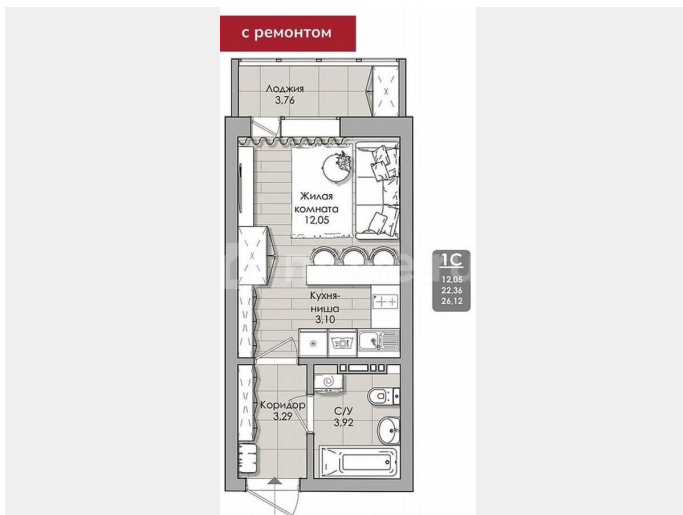 с ремонтом
Лоджия
3,76
Жилая
комната
12,05
1С
12,05
22,36
26,12
Кухня-
ниша
3,10
Коридор
3,29
С/У
3,92